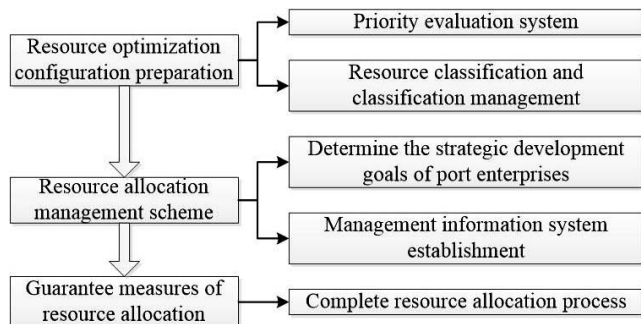 Resource optimization
configuration preparation
Priority evaluation system
Resource classification and
classification management
Resource allocation
management scheme
Determine the strategic development
goals of port enterprises
Management information system
establishment
Guarantee measures of
resource allocation
Complete resource allocation process